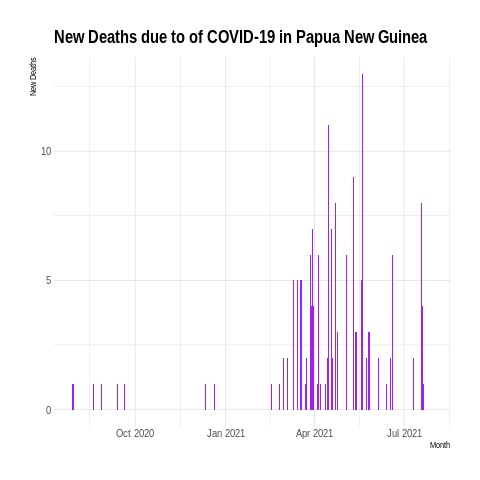 New Deaths due to of COVID-19 in Papua New Guinea
New Deaths
10
5
0
Oct 2020
Jan 2021
Apr 2021
Jul 2021
Month